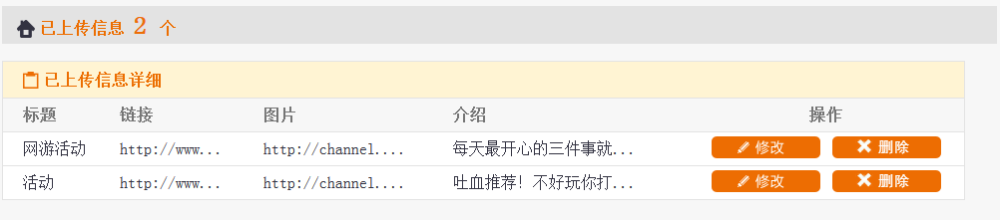 已上传信息 2 个
已上传信息详细
标题 链接 图片 介绍 操作
网游活动 http://www... http://channel.... 每天最开心的三件事就... 修改 删除
活动 http://www... http://channel.... 吐血推荐！不好玩你打... 修改 删除